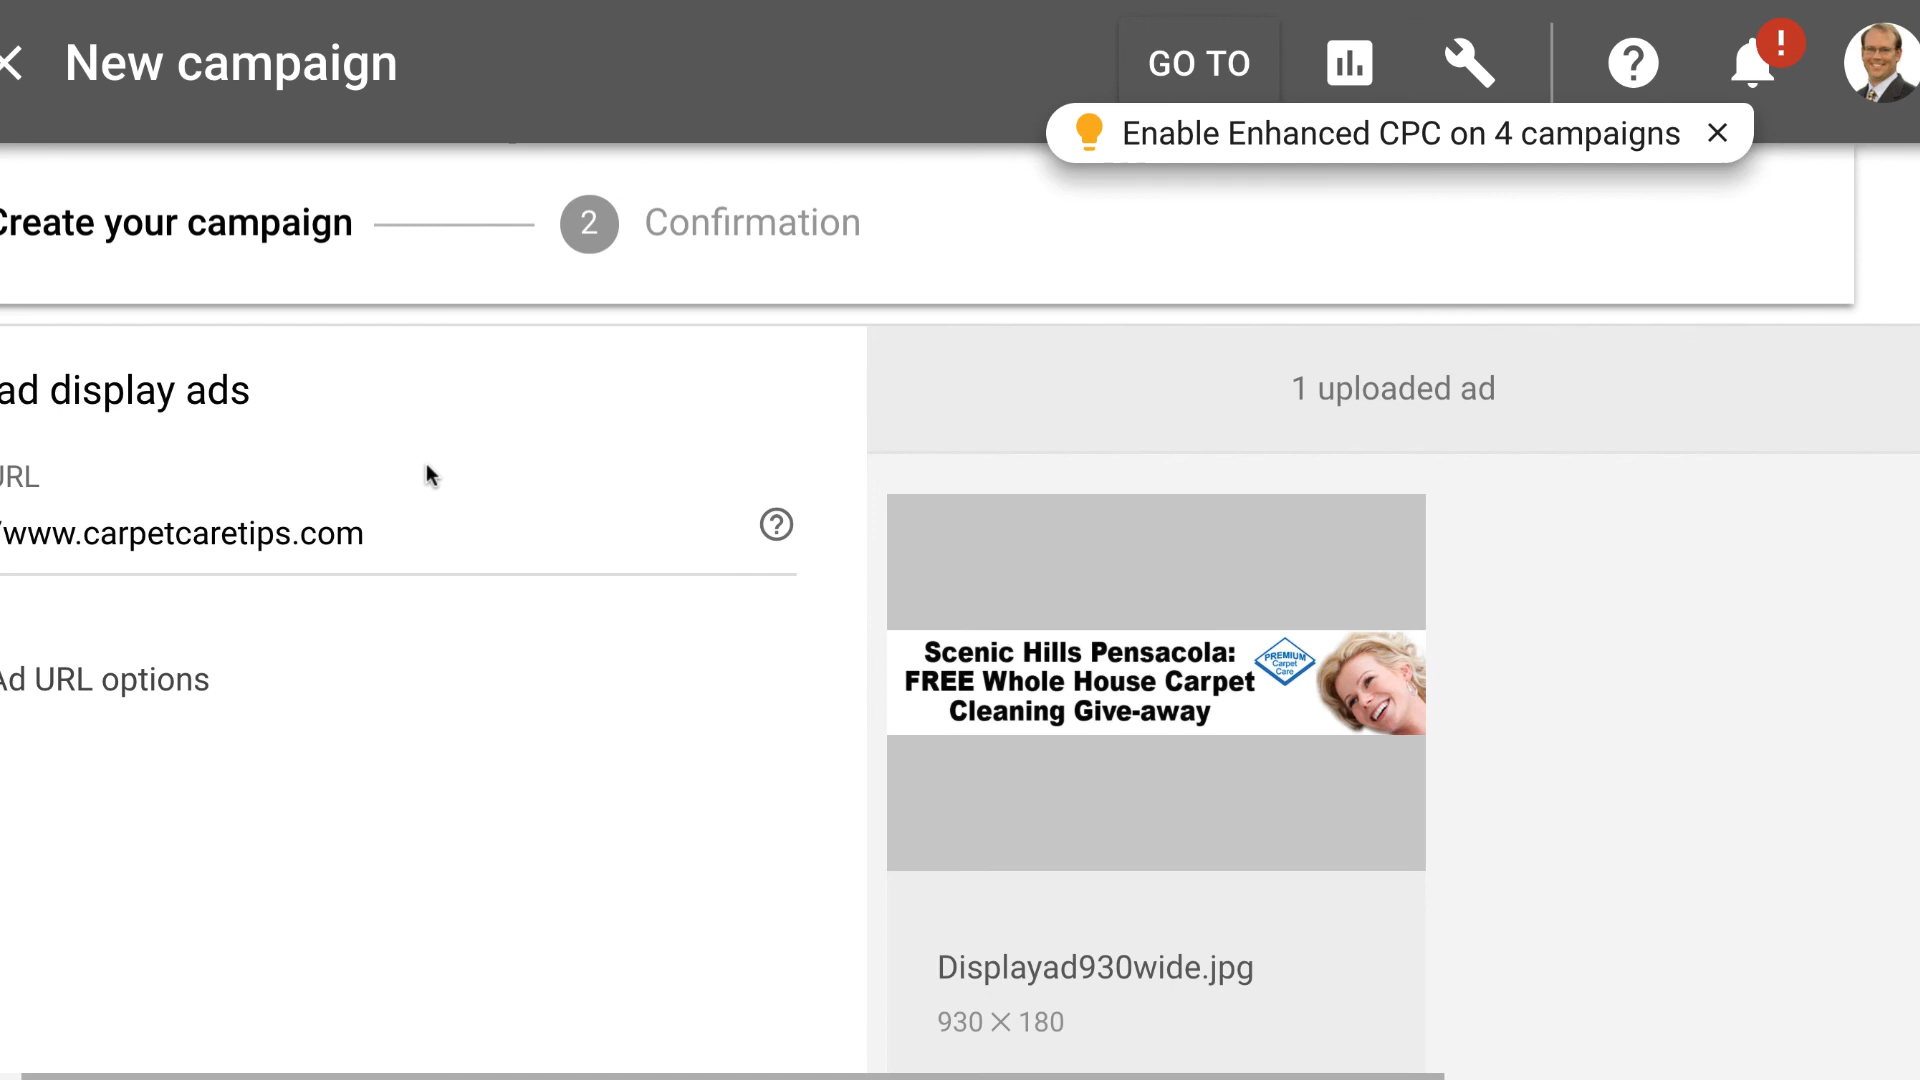 New campaign
GO TO
!
Enable Enhanced CPC on 4 campaigns
Create your campaign
2 Confirmation
ad display ads
1 uploaded ad
URL
/www.carpetcaretips.com
Ad URL options
Scenic Hills Pensacola:
FREE Whole House Carpet
Cleaning Give-away
PREMIUM
Carpet
Care
Displayad930wide.jpg
930 × 180